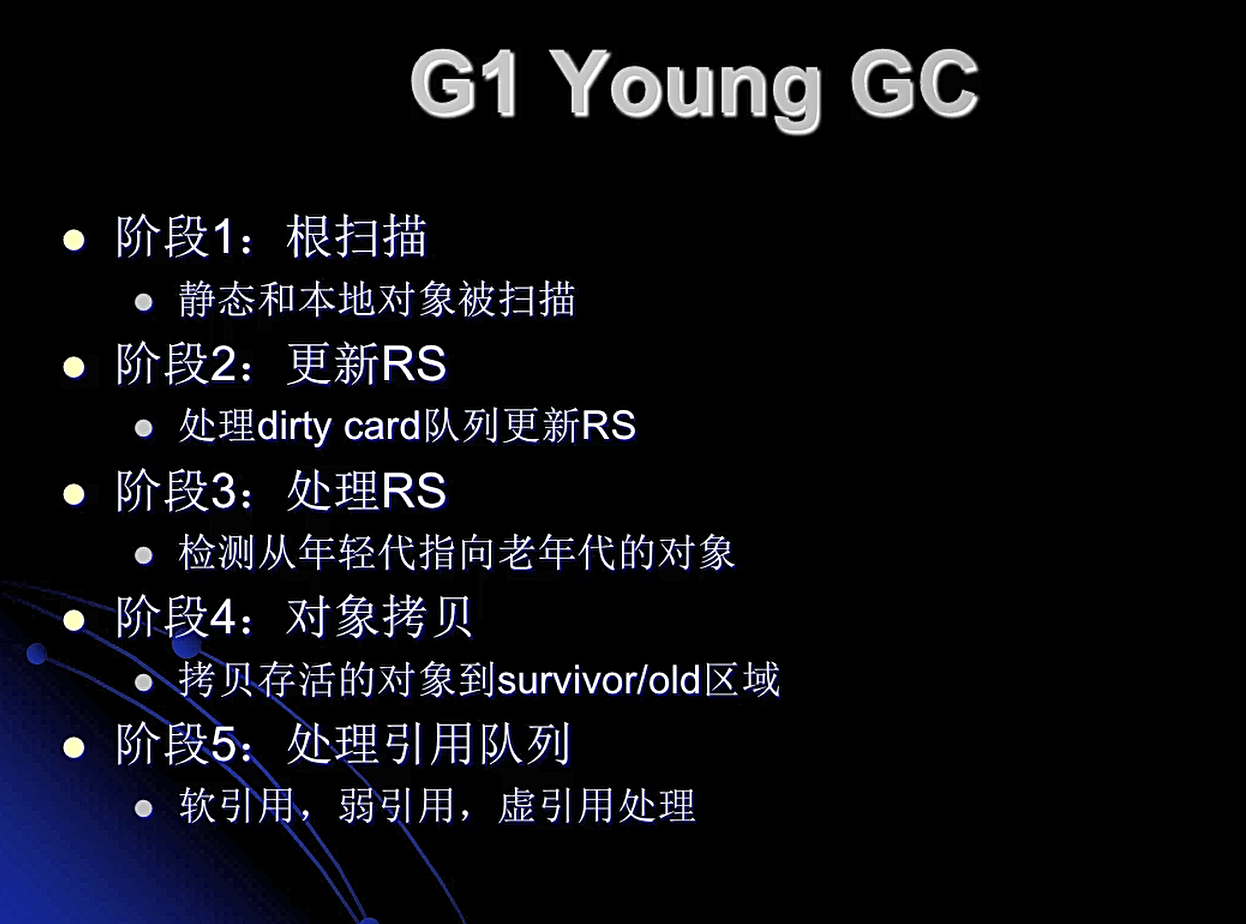 G1 Young GC
阶段1：根扫描
静态和本地对象被扫描
阶段2：更新RS
处理dirty card队列更新RS
阶段3：处理RS
检测从年轻代指向老年代的对象
阶段4：对象拷贝
拷贝存活的对象到survivor/old区域
阶段5：处理引用队列
软引用，弱引用，虚引用处理